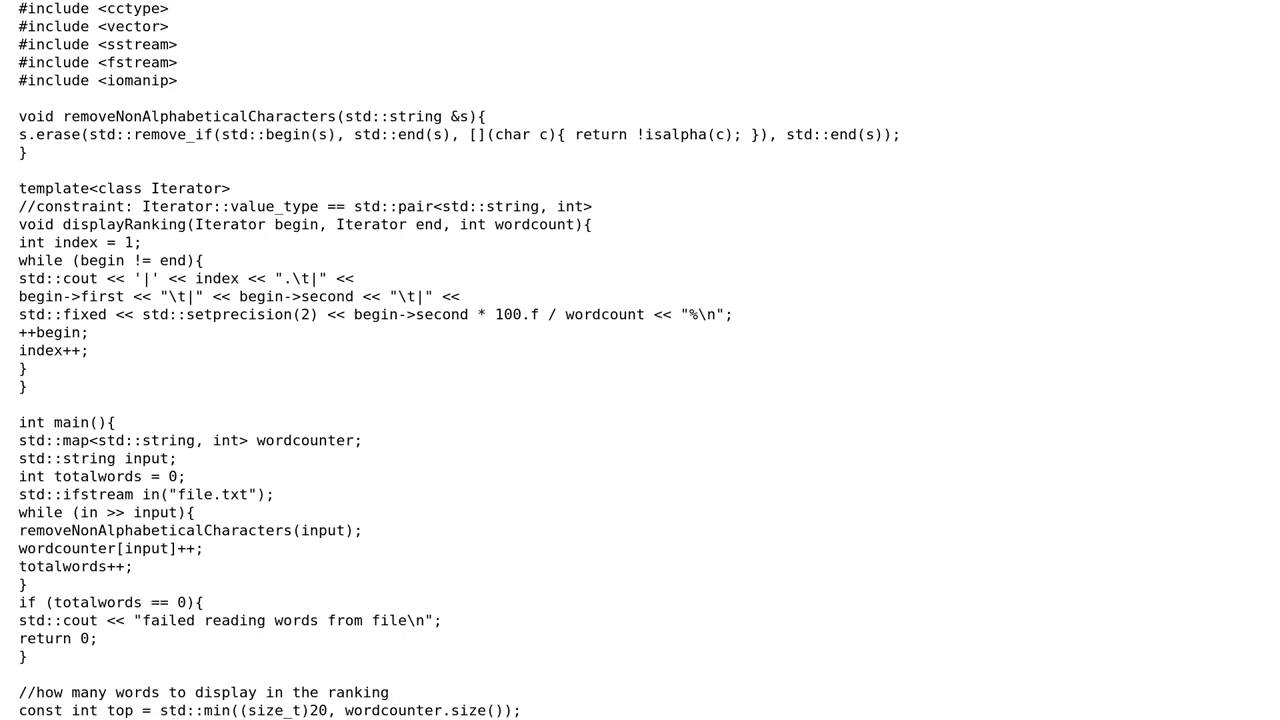 #include <cctype>
#include <vector>
#include <sstream>
#include <fstream>
#include <iomanip>
void removeNonAlphabeticalCharacters(std::string &s){
s.erase(std::remove_if(std::begin(s), std::end(s), [](char c){ return !isalpha(c); }), std::end(s));
}
template<class Iterator>
//constraint: Iterator::value_type == std::pair<std::string, int>
void displayRanking(Iterator begin, Iterator end, int wordcount){
int index = 1;
while (begin != end){
std::cout << '|' << index << ".\t|" <<
begin->first << "\t|" << begin->second << "\t|" <<
std::fixed << std::setprecision(2) << begin->second * 100.f / wordcount << "%\n";
++begin;
index++;
}
}
int main(){
std::map<std::string, int> wordcounter;
std::string input;
int totalwords = 0;
std::ifstream in("file.txt");
while (in >> input){
removeNonAlphabeticalCharacters(input);
wordcounter[input]++;
totalwords++;
}
if (totalwords == 0){
std::cout << "failed reading words from file\n";
return 0;
}
//how many words to display in the ranking
const int top = std::min((size_t)20, wordcounter.size());